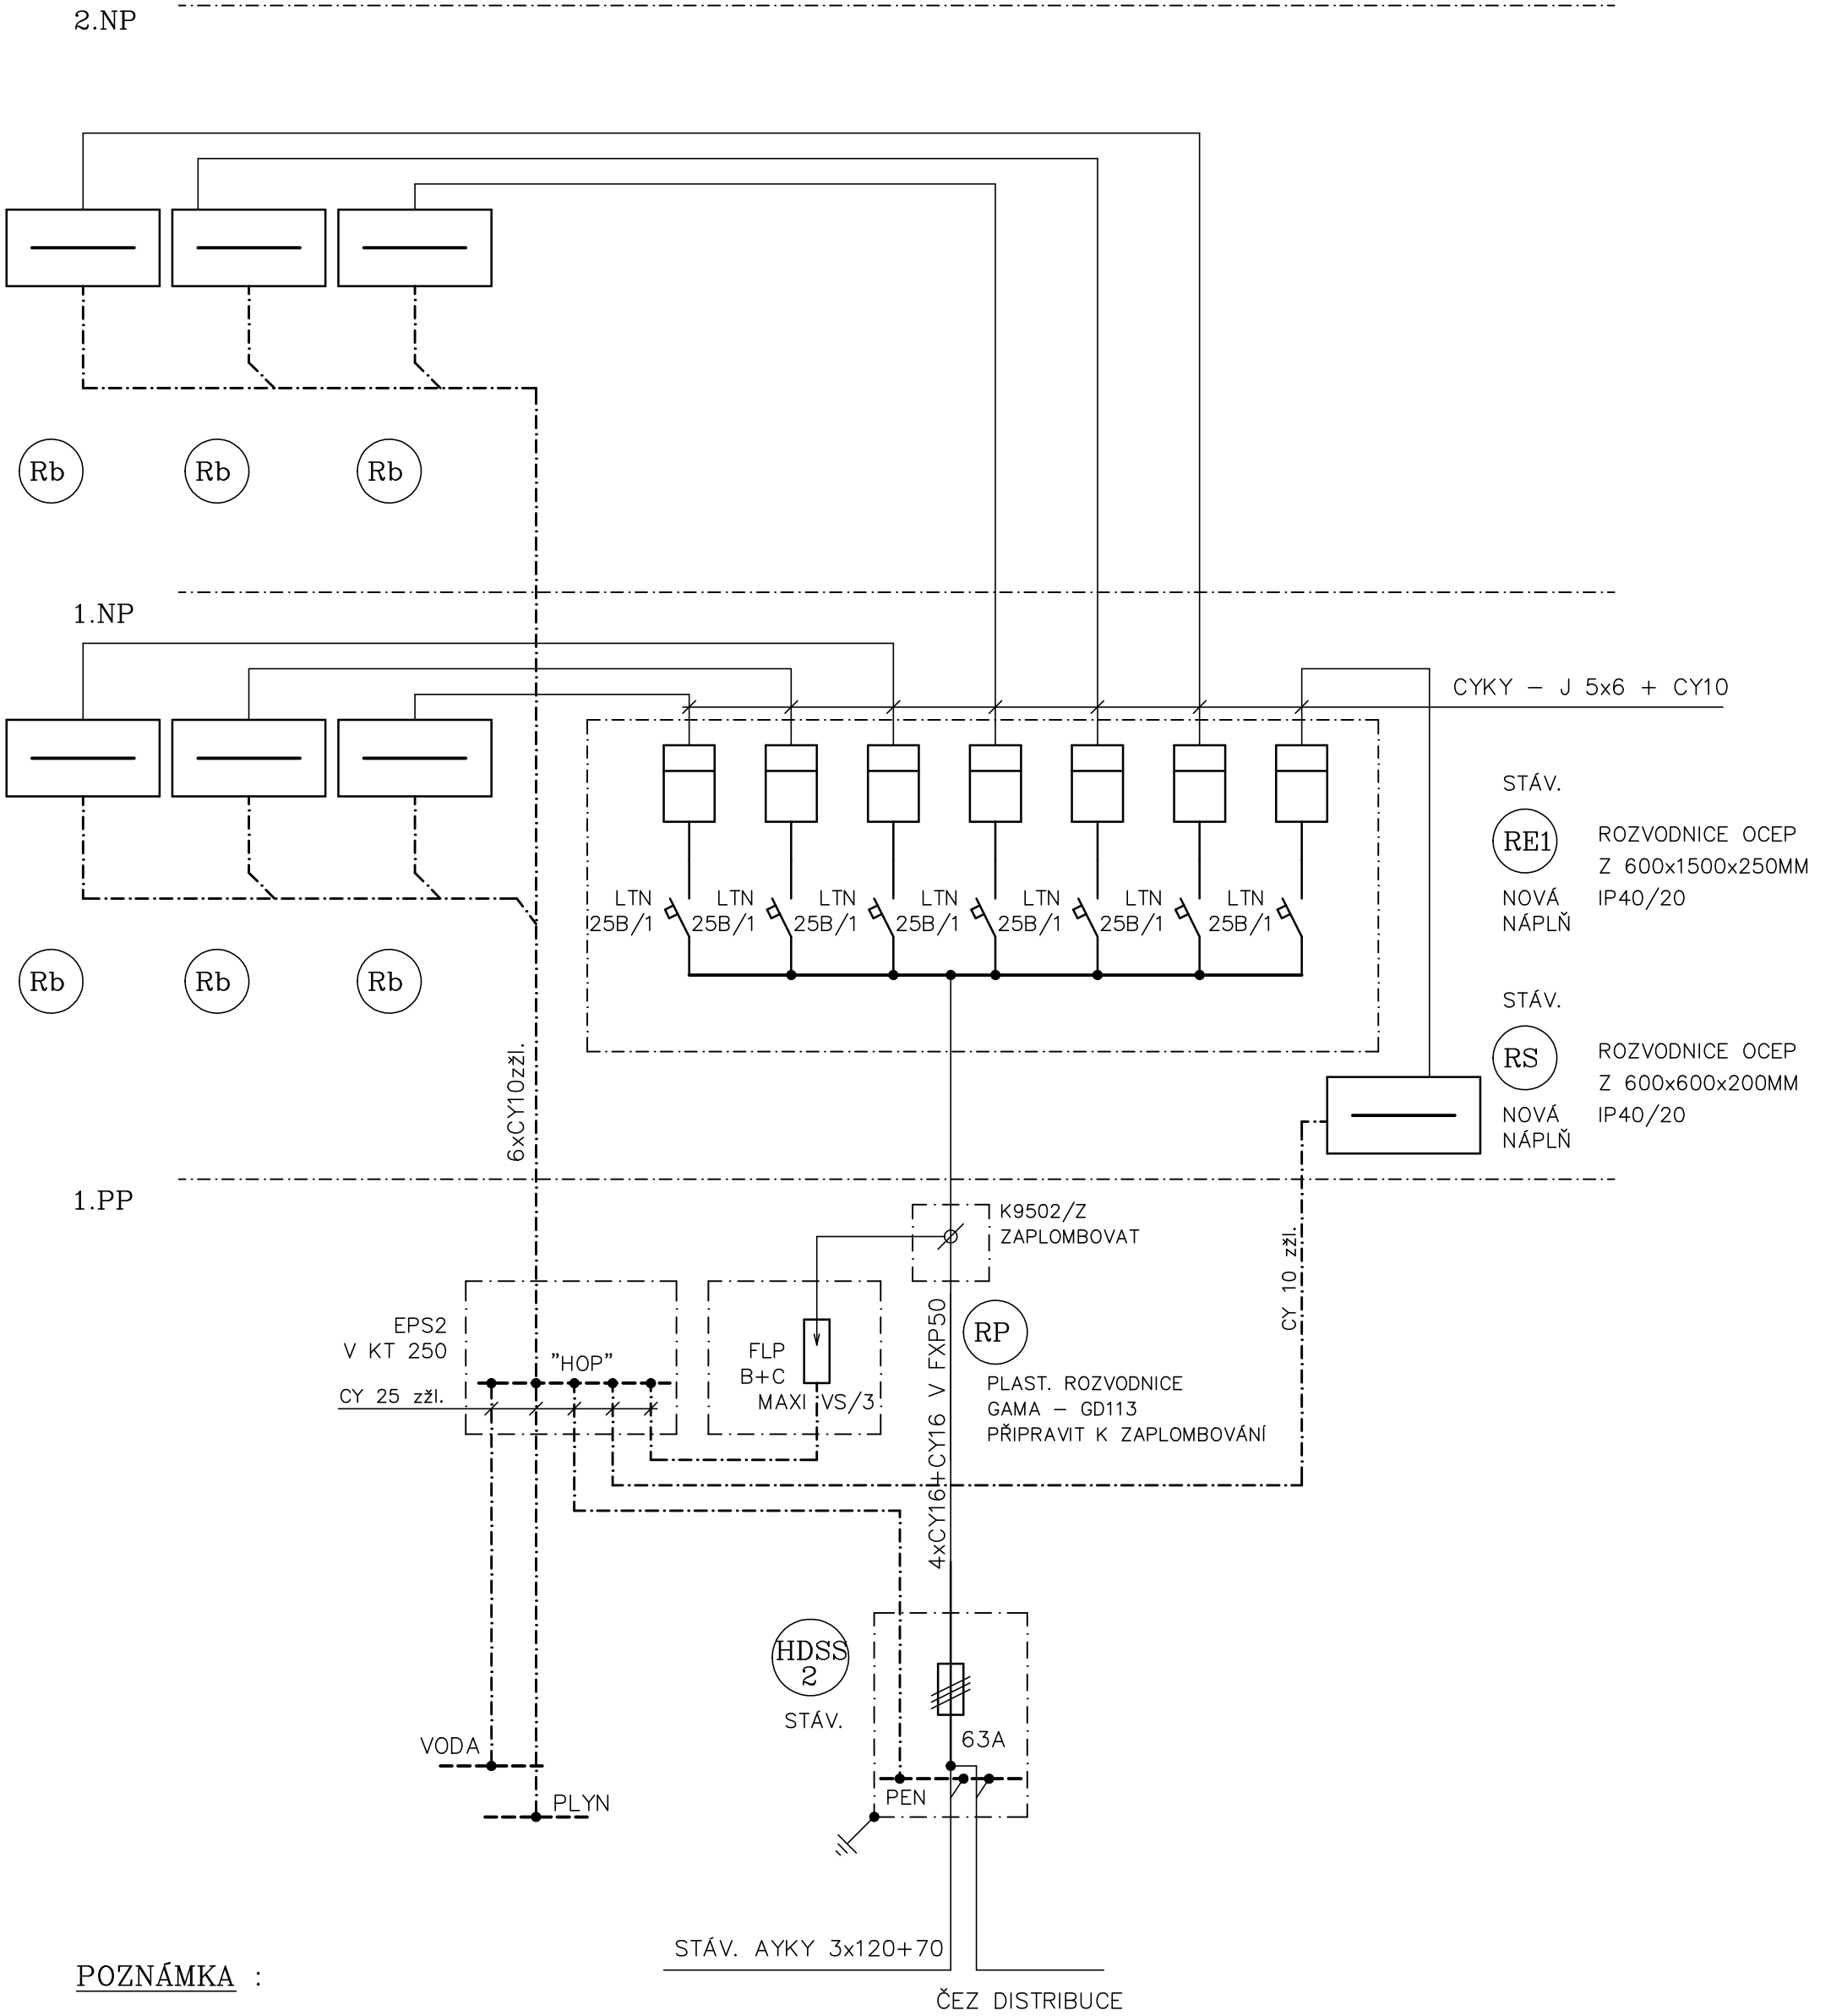 2.NP
Rb
Rb
Rb
1.NP
CYKY - J 5x6 + CY10
STÁV.
RE1
ROZVODNICE OCEP
Z 600x1500x250MM
NOVÁ
IP40/20
NÁPLŇ
LTN
LTN
LTN
LTN
LTN
LTN
LTN
25B/1
25B/1
25B/1
25B/1
25B/1
25B/1
25B/1
Rb
Rb
Rb
STÁV.
RS
ROZVODNICE OCEP
Z 600x600x200MM
NOVÁ
IP40/20
NÁPLŇ
6xCY10zžl.
1.PP
K9502/Z
ZAPLOMBOVAT
CY 10 zžl.
EPS2
V KT 250
"HOP"
CY 25 zžl.
FLP
B+C
MAXI VS/3
4xCY16+CY16 V FXP50
RP
PLAST. ROZVODNICE
GAMA - GD113
PŘIPRAVIT K ZAPLOMBOVÁNÍ
HDSS
2
STÁV.
63A
PEN
VODA
PLYN
STÁV. AYKY 3x120+70
ČEZ DISTRIBUCE
POZNÁMKA :